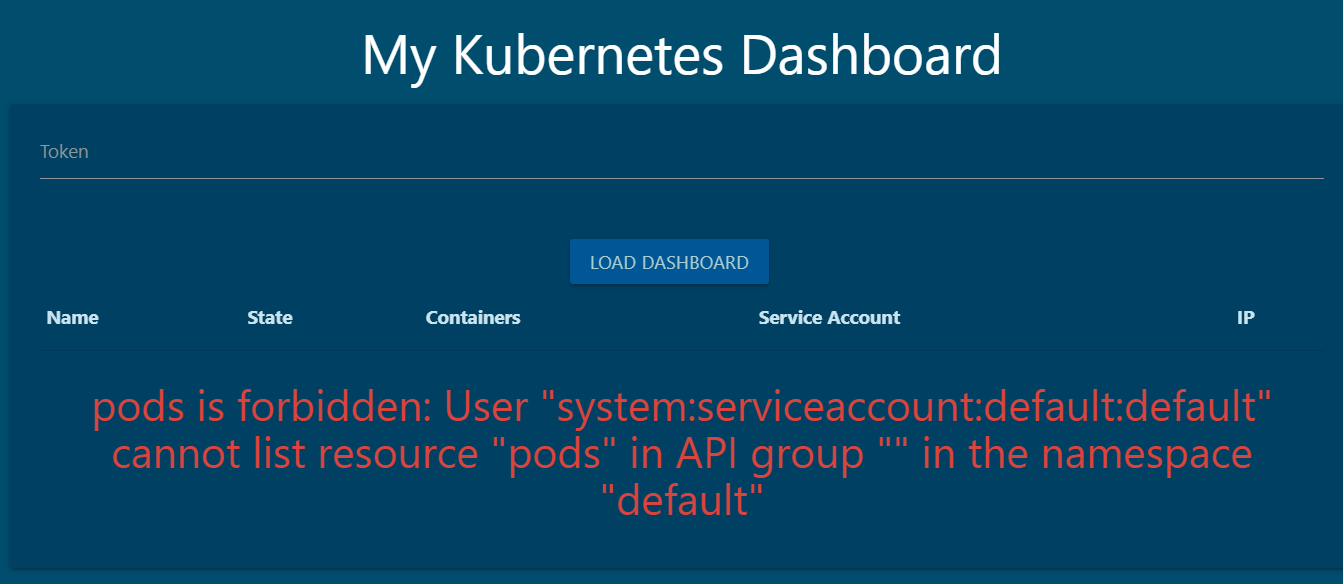 My Kubernetes Dashboard
Token
LOAD DASHBOARD
Name State Containers Service Account IP
pods is forbidden: User "system:serviceaccount:default:default"
cannot list resource "pods" in API group "" in the namespace
"default"